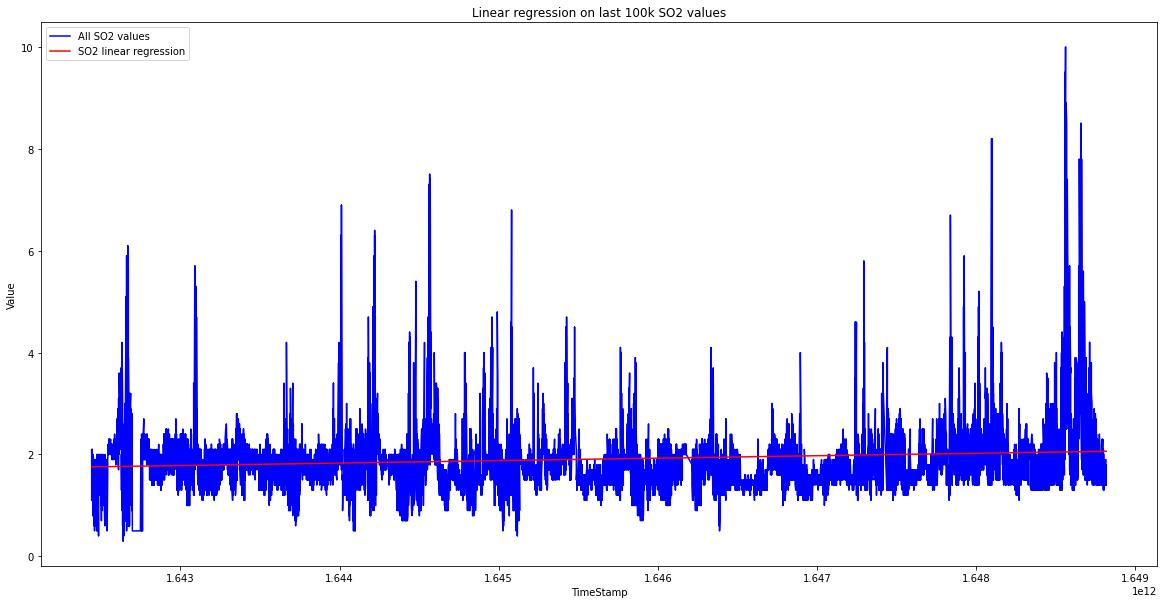 Linear regression on last 100k SO2 values
All SO2 values
SO2 linear regression
10
8
6
4
2
0
Value
1.643 1.644 1.645 1.646 1.647 1.648 1.649
1e12
TimeStamp